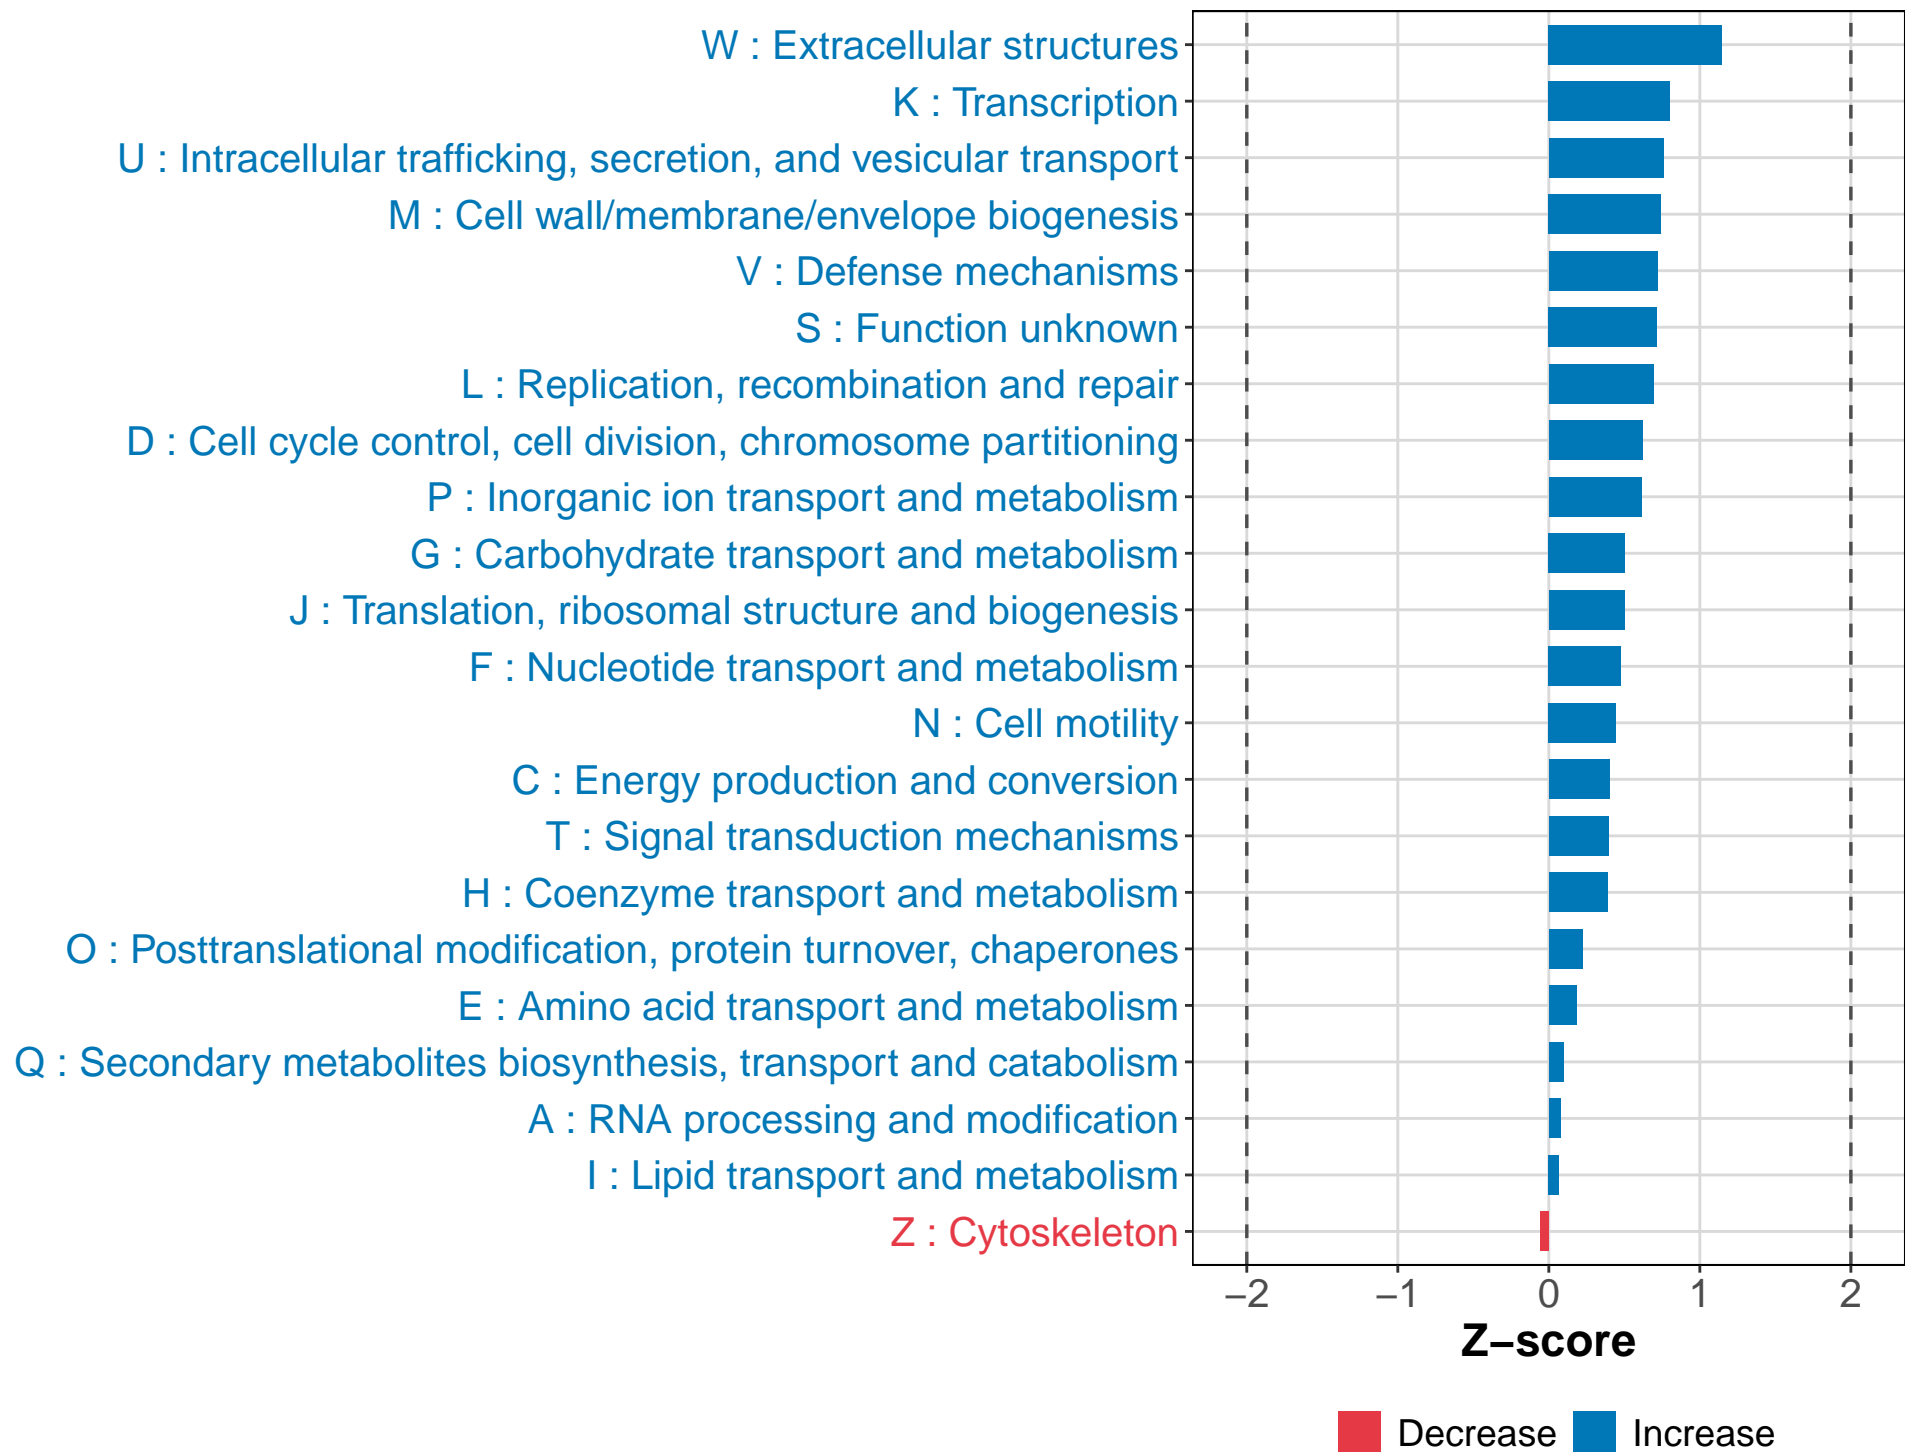 W : Extracellular structures
K : Transcription
U : Intracellular trafficking, secretion, and vesicular transport
M : Cell wall/membrane/envelope biogenesis
V : Defense mechanisms
S : Function unknown
L : Replication, recombination and repair
D : Cell cycle control, cell division, chromosome partitioning
P : Inorganic ion transport and metabolism
G : Carbohydrate transport and metabolism
J : Translation, ribosomal structure and biogenesis
F : Nucleotide transport and metabolism
N : Cell motility
C : Energy production and conversion
T : Signal transduction mechanisms
H : Coenzyme transport and metabolism
O : Posttranslational modification, protein turnover, chaperones
E : Amino acid transport and metabolism
Q : Secondary metabolites biosynthesis, transport and catabolism
A : RNA processing and modification
I : Lipid transport and metabolism
Z : Cytoskeleton
−2 −1 0 1 2
Z−score
Decrease Increase